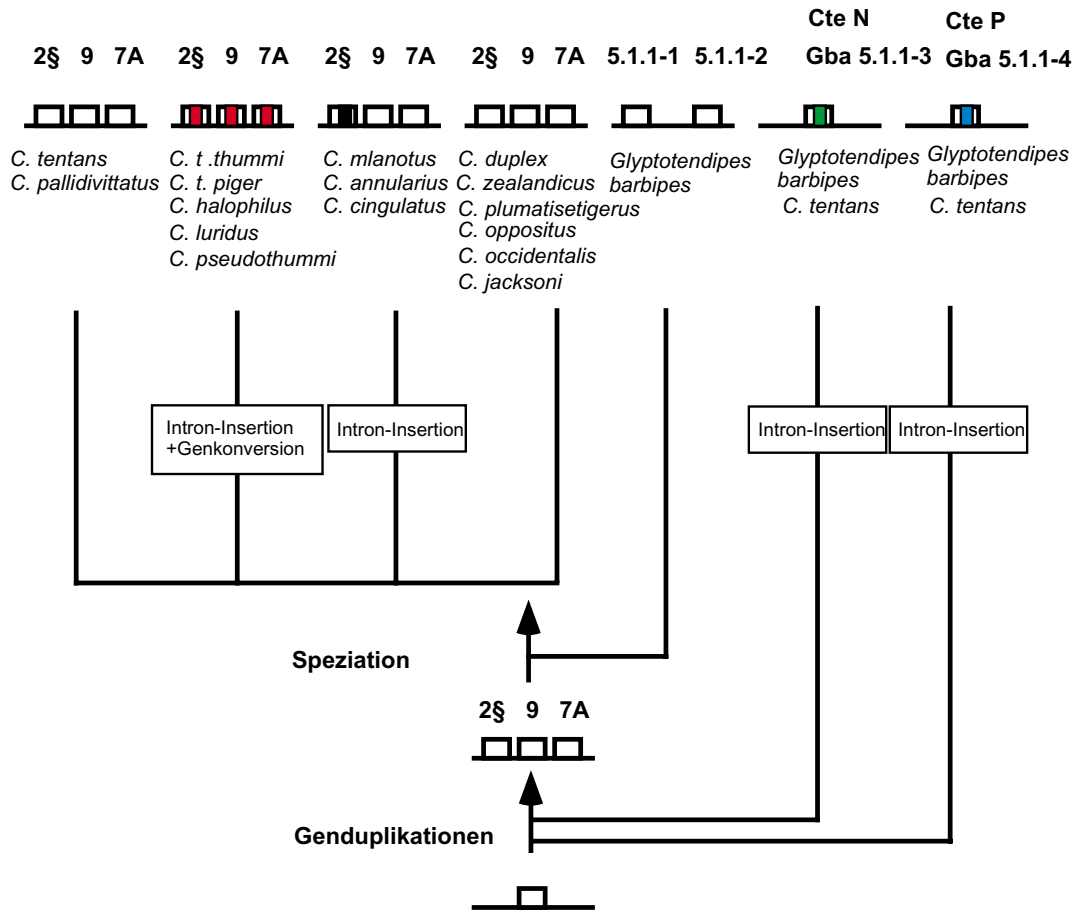 Cte N
Cte P
2§ 9 7A
2§ 9 7A
2§ 9 7A
2§ 9 7A
5.1.1-1 5.1.1-2
Gba 5.1.1-3
Gba 5.1.1-4
C. tentans
C. pallidivittatus
C. t .thummi
C. t. piger
C. halophilus
C. luridus
C. pseudothummi
C. mlanotus
C. annularius
C. cingulatus
C. duplex
C. zealandicus
C. plumatisetigerus
C. oppositus
C. occidentalis
C. jacksoni
Glyptotendipes
barbipes
Glyptotendipes
barbipes
C. tentans
Glyptotendipes
barbipes
C. tentans
Intron-Insertion
+Genkonversion
Intron-Insertion
Intron-Insertion
Intron-Insertion
Speziation
2§ 9 7A
Genduplikationen